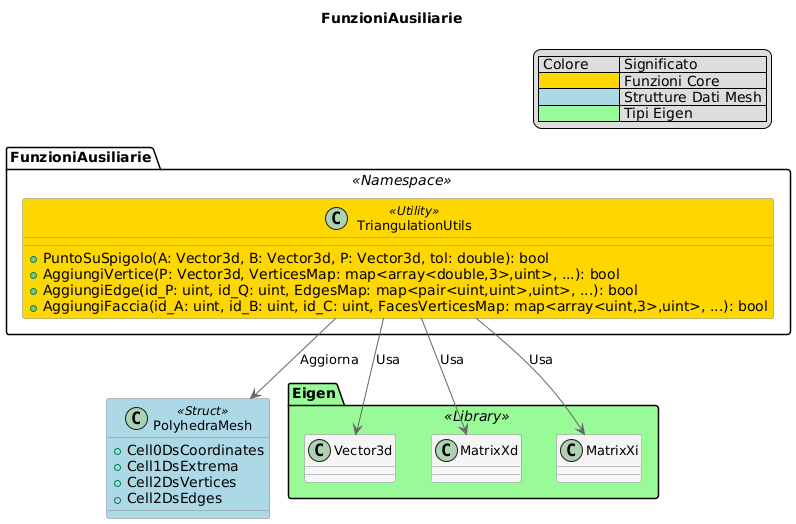 FunzioniAusiliarie
Colore Significato
Funzioni Core
Strutture Dati Mesh
Tipi Eigen
FunzioniAusiliarie
«Namespace»
C «Utility»
TriangulationUtils
PuntoSuSpigolo(A: Vector3d, B: Vector3d, P: Vector3d, tol: double): bool
AggiungiVertice(P: Vector3d, VerticesMap: map<array<double,3>,uint>, ...): bool
AggiungiEdge(id_P: uint, id_Q: uint, EdgesMap: map<pair<uint,uint>,uint>, ...): bool
AggiungiFaccia(id_A: uint, id_B: uint, id_C: uint, FacesVerticesMap: map<array<uint,3>,uint>, ...): bool
Aggiorna Usa Usa Usa
C «Struct»
PolyhedraMesh
Cell0DsCoordinates
Cell1DsExtrema
Cell2DsVertices
Cell2DsEdges
Eigen
«Library»
C Vector3d
C MatrixXd
C MatrixXi